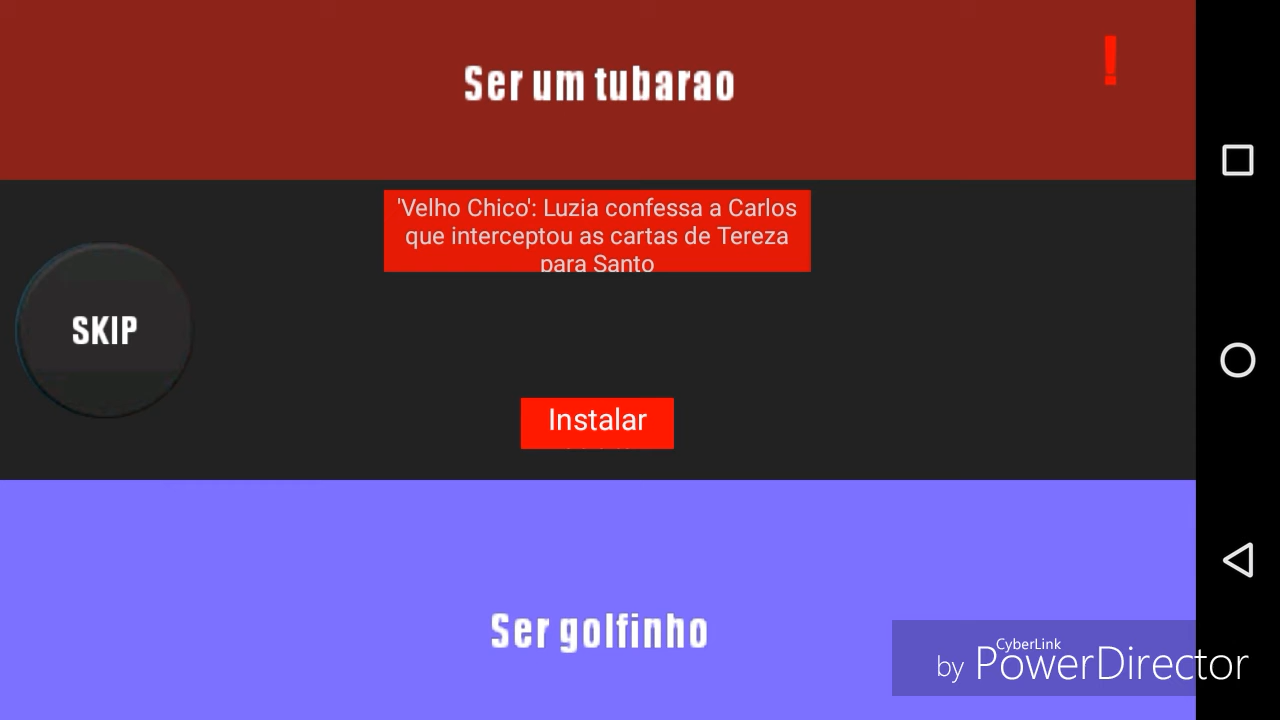 Ser um tubarao
!
'Velho Chico': Luzia confessa a Carlos
que interceptou as cartas de Tereza
para Santo
SKIP
Instalar
Ser golfinho
CyberLink
by PowerDirector